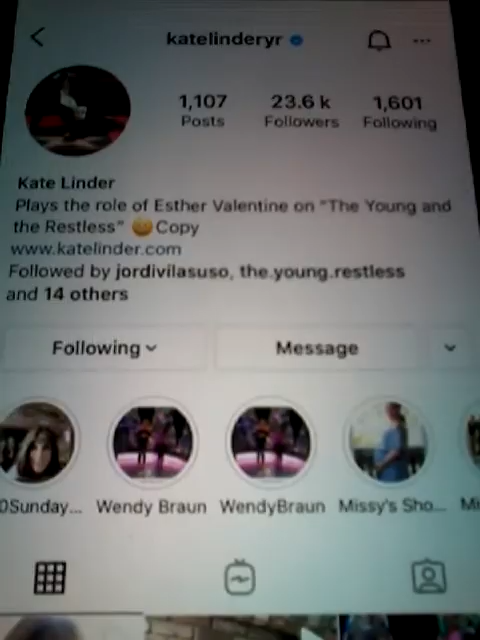 katelinderyr
1,107 23.6 k 1,601
Posts Followers Following
Kate Linder
Plays the role of Esther Valentine on "The Young and
the Restless" 😄Copy
www.katelinder.com
Followed by jordivilasuso, the.young.restless
and 14 others
Following Message
0Sunday... Wendy Braun WendyBraun Missy's Sho... Mi